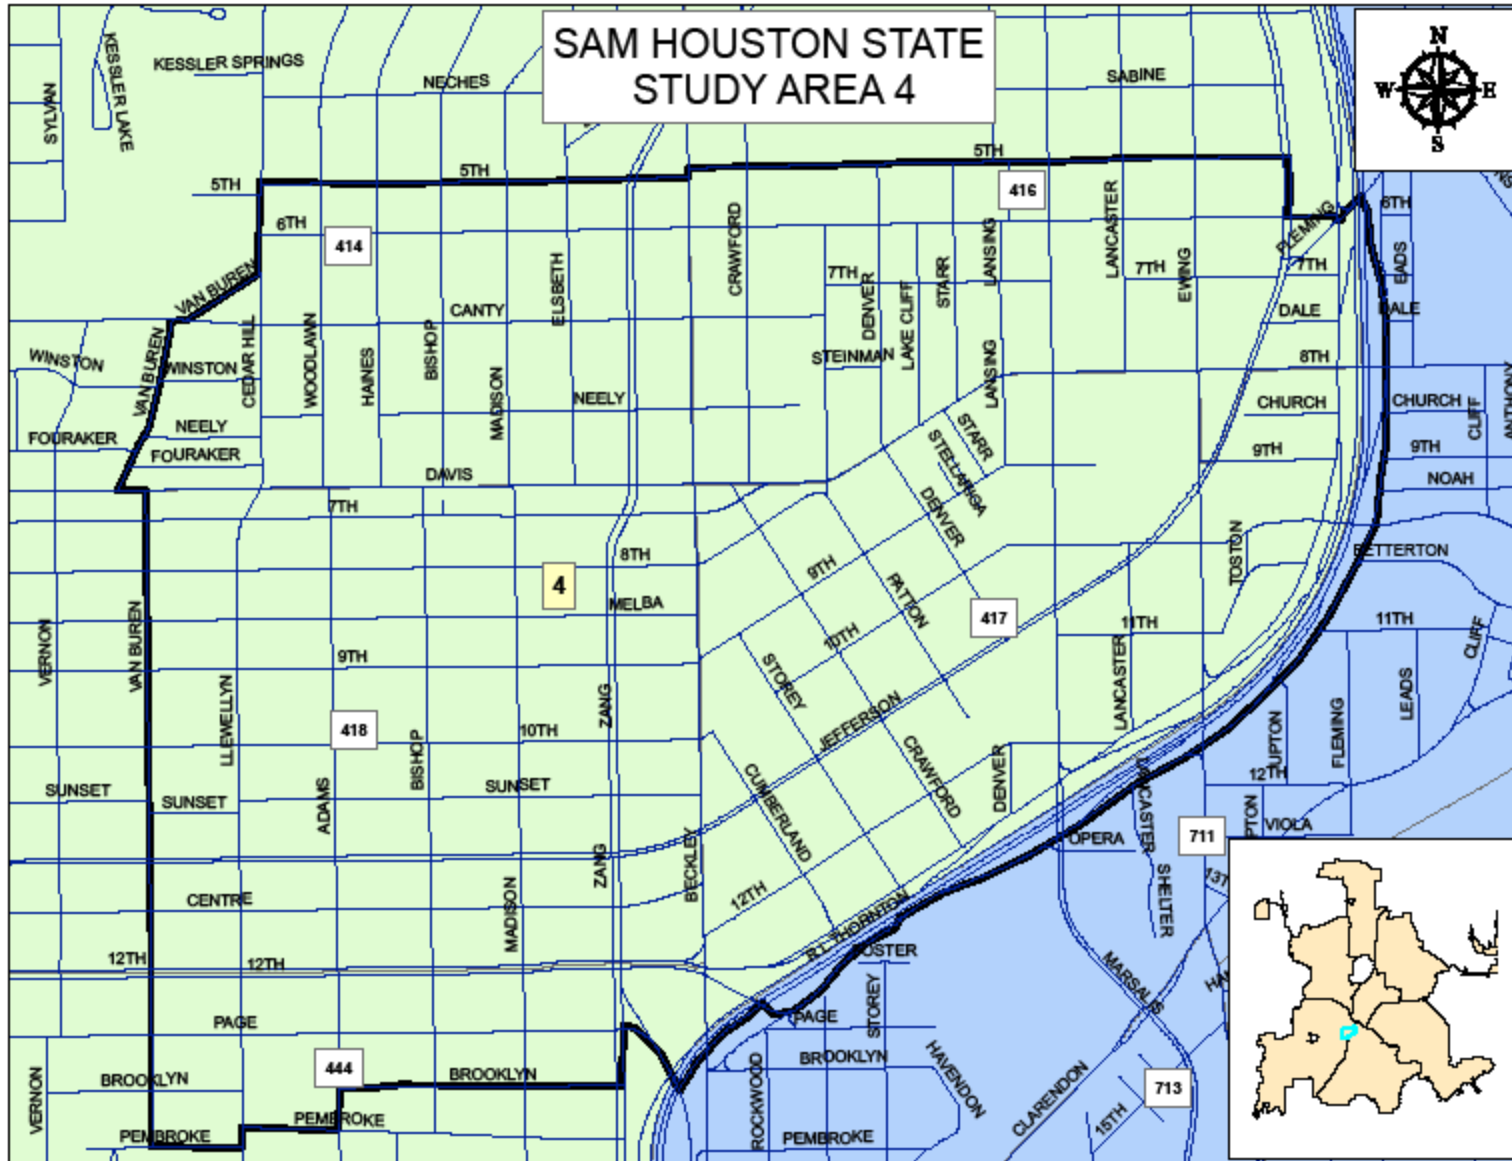 SAM HOUSTON STATE
STUDY AREA 4
N
W E
S
KESSLER SPRINGS
KESSLER LAKE
SYLVAN
NECHES
SABINE
5TH
5TH
5TH
416
6TH
414
FLEMING
6TH
VAN BUREN
CRAWFORD
LANCASTER
LANSING
ELSBETH
7TH
DENVER
STARR
7TH
EWING
7TH
EADS
CANTY
LAKE CLIFF
DALE
DALE
VAN BUREN
CEDAR HILL
WOODLAWN
HAINES
BISHOP
MADISON
STEINMAN
LANSING
8TH
WINSTON
WINSTON
NEELY
CHURCH
CHURCH
CLIFF
ANTHONY
NEELY
FOURAKER
FOURAKER
STARR
STELLARIGA
9TH
9TH
DAVIS
NOAH
7TH
DENVER
8TH
TOSTON
BETTERTON
4
9TH
MELBA
PATTON
417
11TH
11TH
VERNON
VAN BUREN
10TH
CLIFF
9TH
STOREY
LANCASTER
LEADS
LLEWELLYN
ZANG
JEFFERSON
UPTON
FLEMING
418
10TH
BISHOP
CRAWFORD
DENVER
SUNSET
SUNSET
SUNSET
ADAMS
CUMBERLAND
12TH
LANCASTER
VIOLA
711
OPERA
ZANG
BECKLEY
SHELTER
CENTRE
MADISON
12TH
R.L. THORNTON
12TH
12TH
STOREY
MARSALIS
PAGE
PAGE
444
BROOKLYN
BROOKLYN
BROOKLYN
HAVENDON
VERNON
ROCKWOOD
CLARENDON
713
PEMBROKE
PEMBROKE
PEMBROKE
15TH